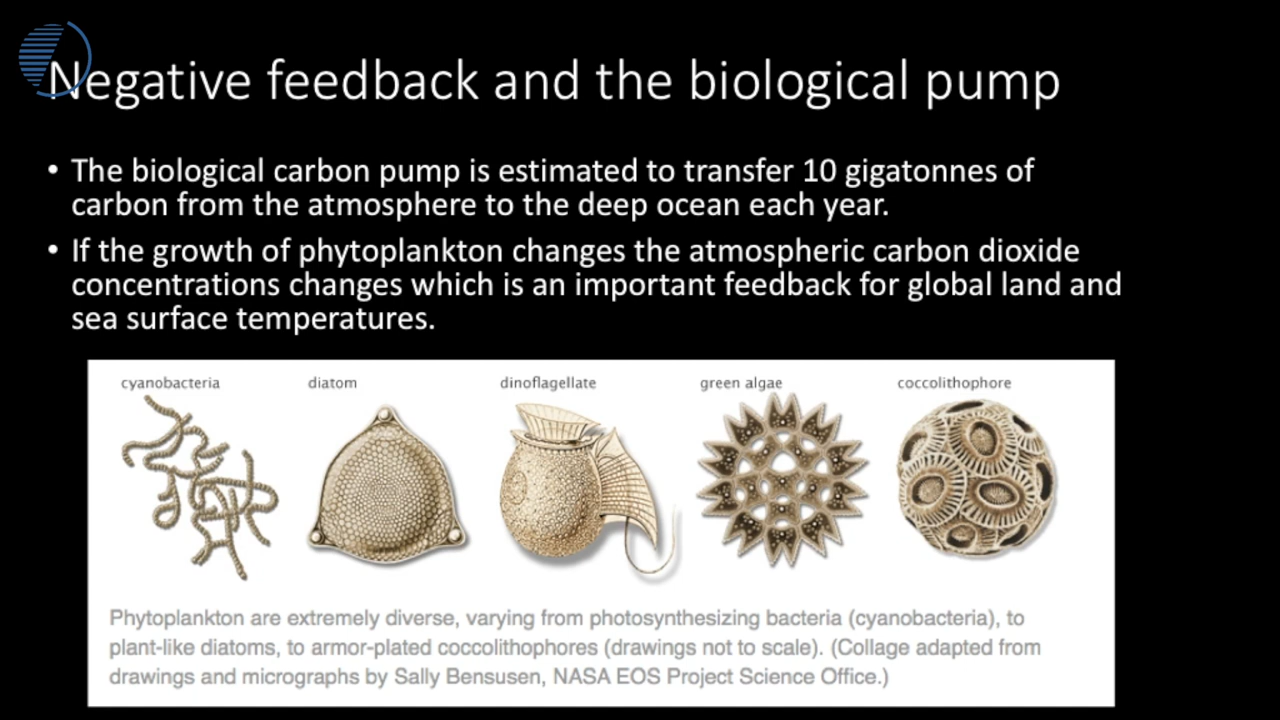 Negative feedback and the biological pump
• The biological carbon pump is estimated to transfer 10 gigatonnes of
carbon from the atmosphere to the deep ocean each year.
• If the growth of phytoplankton changes the atmospheric carbon dioxide
concentrations changes which is an important feedback for global land and
sea surface temperatures.
cyanobacteria diatom dinoflagellate green algae coccolithophore
Phytoplankton are extremely diverse, varying from photosynthesizing bacteria (cyanobacteria), to
plant-like diatoms, to armor-plated coccolithophores (drawings not to scale). (Collage adapted from
drawings and micrographs by Sally Bensusen, NASA EOS Project Science Office.)